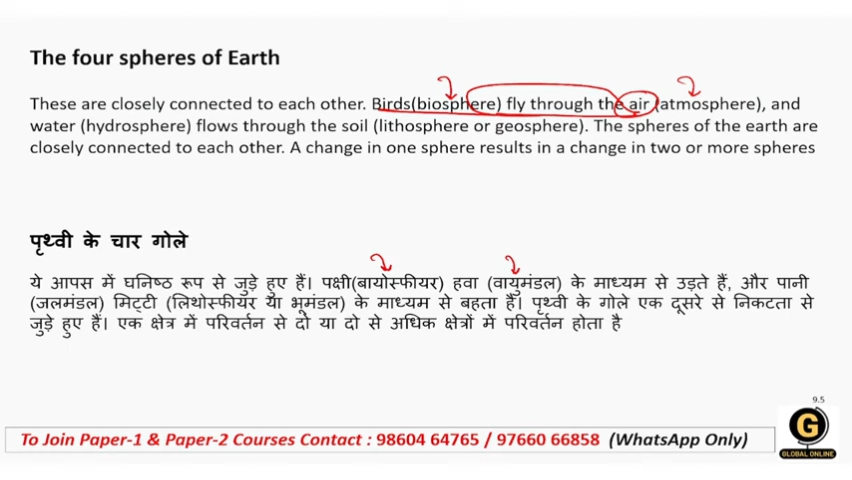 The four spheres of Earth
These are closely connected to each other. Birds(biosphere) fly through the air (atmosphere), and
water (hydrosphere) flows through the soil (lithosphere or geosphere). The spheres of the earth are
closely connected to each other. A change in one sphere results in a change in two or more spheres
पृथ्वी के चार गोले
ये आपस में घनिष्ठ रूप से जुड़े हुए हैं। पक्षी(बायोस्फीयर) हवा (वायुमंडल) के माध्यम से उड़ते हैं, और पानी
(जलमंडल) मिट्टी (लिथोस्फीयर या भूमंडल) के माध्यम से बहता है। पृथ्वी के गोले एक दूसरे से निकटता से
जुड़े हुए हैं। एक क्षेत्र में परिवर्तन से दो या दो से अधिक क्षेत्रों में परिवर्तन होता है
9.5
To Join Paper-1 & Paper-2 Courses Contact : 98604 64765 / 97660 66858 (WhatsApp Only)
G
GLOBAL ONLINE